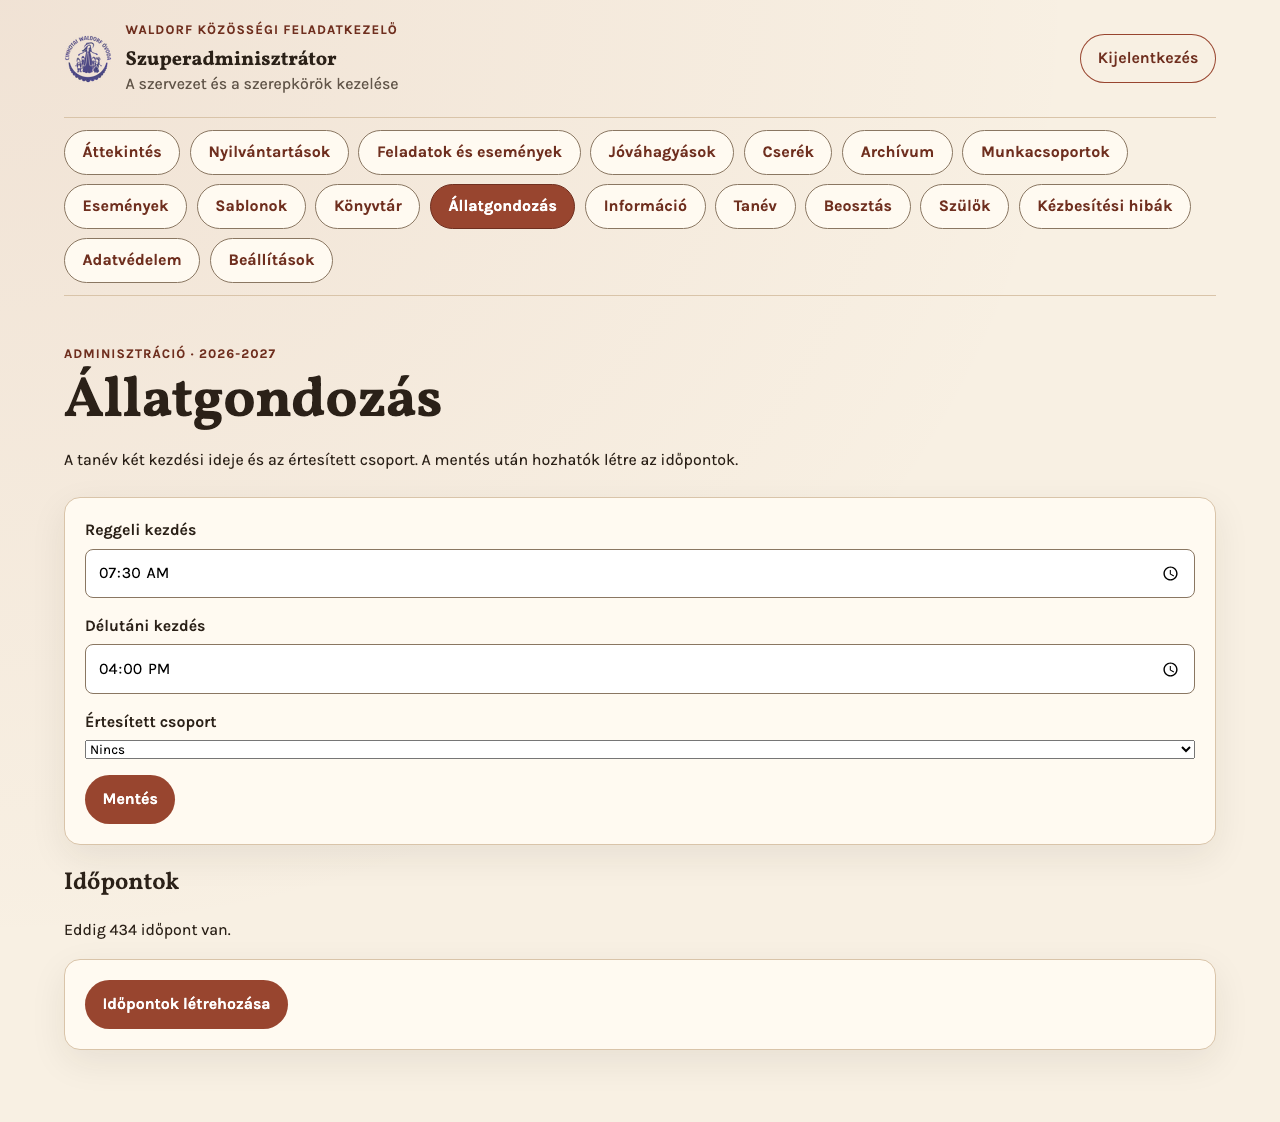 WALDORF KÖZÖSSÉGI FELADATKEZELŐ
Szuperadminisztrátor
A szervezet és a szerepkörök kezelése
Kijelentkezés
Áttekintés Nyilvántartások Feladatok és események Jóváhagyások Cserék Archívum Munkacsoportok
Események Sablonok Könyvtár Állatgondozás Információ Tanév Beosztás Szülők Kézbesítési hibák
Adatvédelem Beállítások
ADMINISZTRÁCIÓ · 2026-2027
Állatgondozás
A tanév két kezdési ideje és az értesített csoport. A mentés után hozhatók létre az időpontok.
Reggeli kezdés
07:30 AM
Délutáni kezdés
04:00 PM
Értesített csoport
Nincs
Mentés
Időpontok
Eddig 434 időpont van.
Időpontok létrehozása